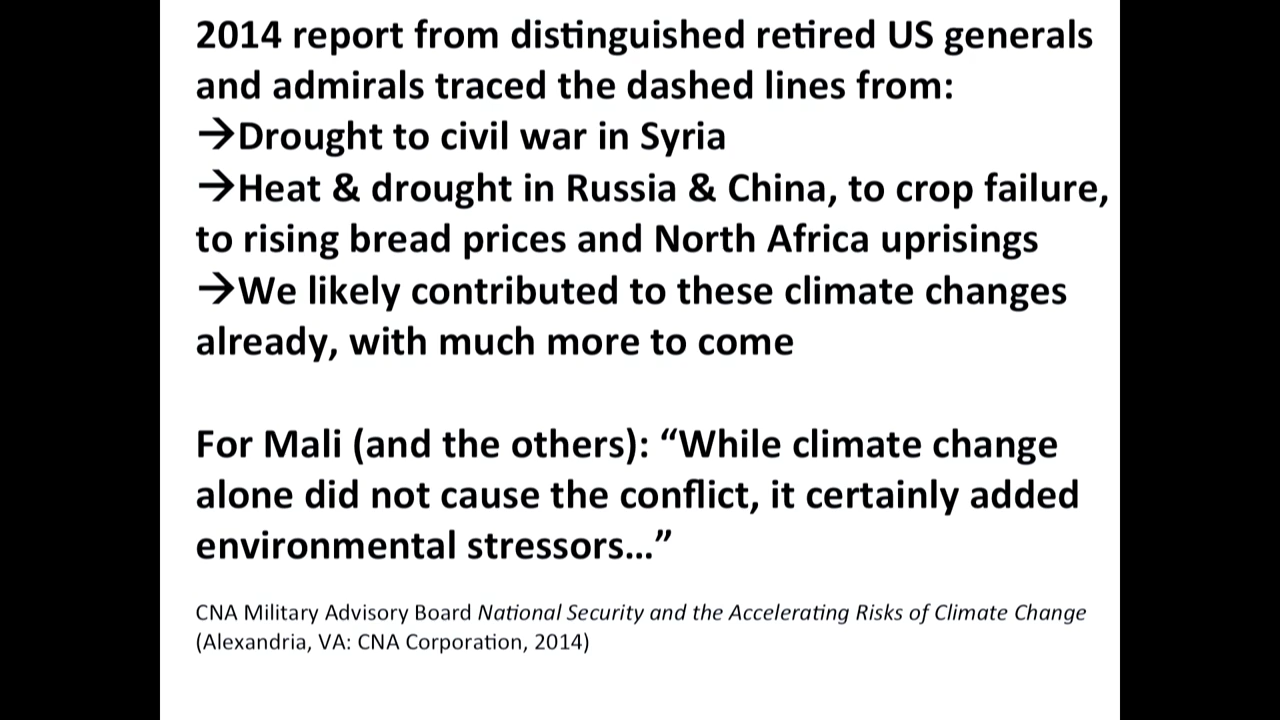 2014 report from distinguished retired US generals
and admirals traced the dashed lines from:
→Drought to civil war in Syria
→Heat & drought in Russia & China, to crop failure,
to rising bread prices and North Africa uprisings
→We likely contributed to these climate changes
already, with much more to come
For Mali (and the others): “While climate change
alone did not cause the conflict, it certainly added
environmental stressors…”
CNA Military Advisory Board National Security and the Accelerating Risks of Climate Change
(Alexandria, VA: CNA Corporation, 2014)